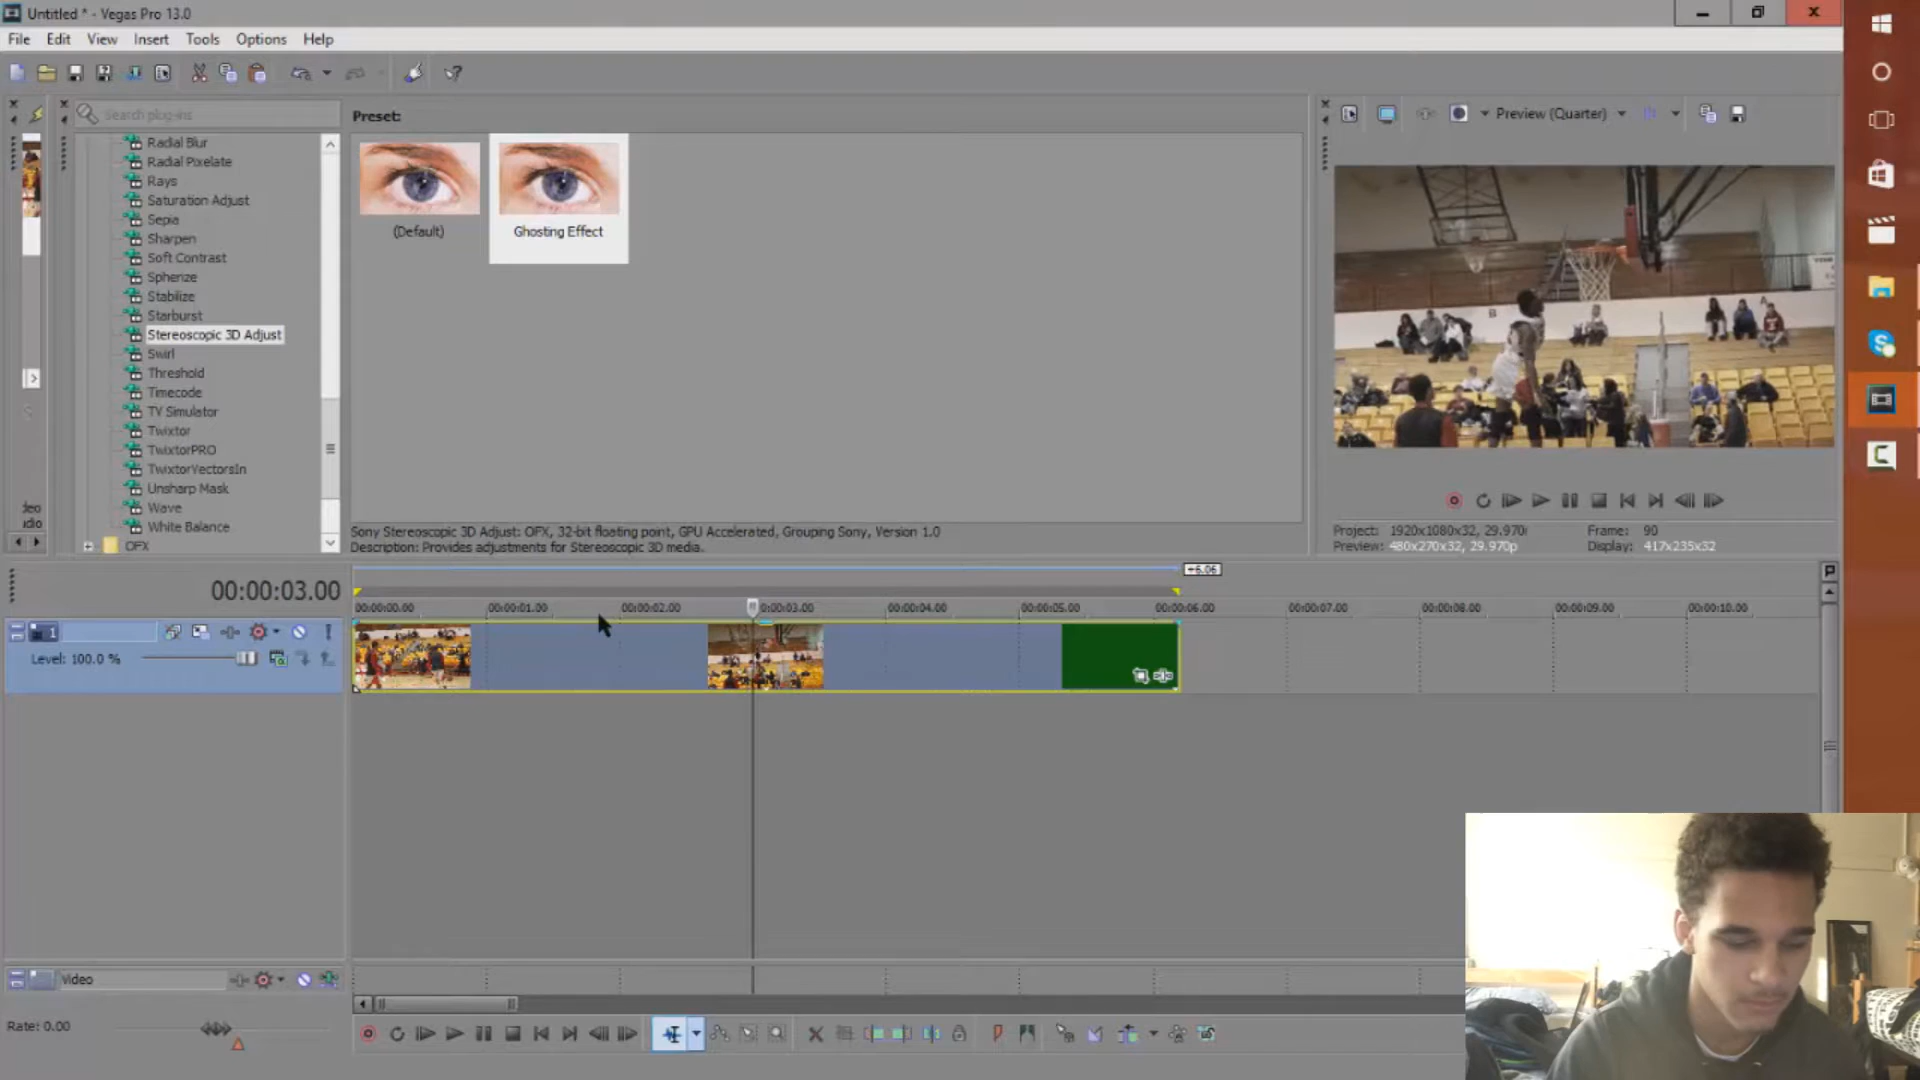 Untitled * - Vegas Pro 13.0
File Edit View Insert Tools Options Help
Search plug-ins
Preset:
Preview (Quarter)
Radial Blur
Radial Pixelate
Rays
Saturation Adjust
Sepia
Sharpen
Soft Contrast
Spherize
Stabilize
Starburst
Stereoscopic 3D Adjust
Swirl
Threshold
Timecode
TV Simulator
Twixtor
TwixtorPRO
TwixtorVectorsIn
Unsharp Mask
Wave
White Balance
OFX
(Default)
Ghosting Effect
Sony Stereoscopic 3D Adjust: OFX, 32-bit floating point, GPU Accelerated, Grouping Sony, Version 1.0
Description: Provides adjustments for Stereoscopic 3D media.
Project: 1920x1080x32, 29.970i
Frame: 90
Preview: 480x270x32, 29.970p
Display: 417x235x32
00:00:03.00
+6.06
00:00:00.00 00:00:01.00 00:00:02.00 0:00:03.00 00:00:04.00 00:00:05.00 00:00:06.00 00:00:07.00 00:00:08.00 00:00:09.00 00:00:10.00
1
Level: 100.0 %
Video
Rate: 0.00